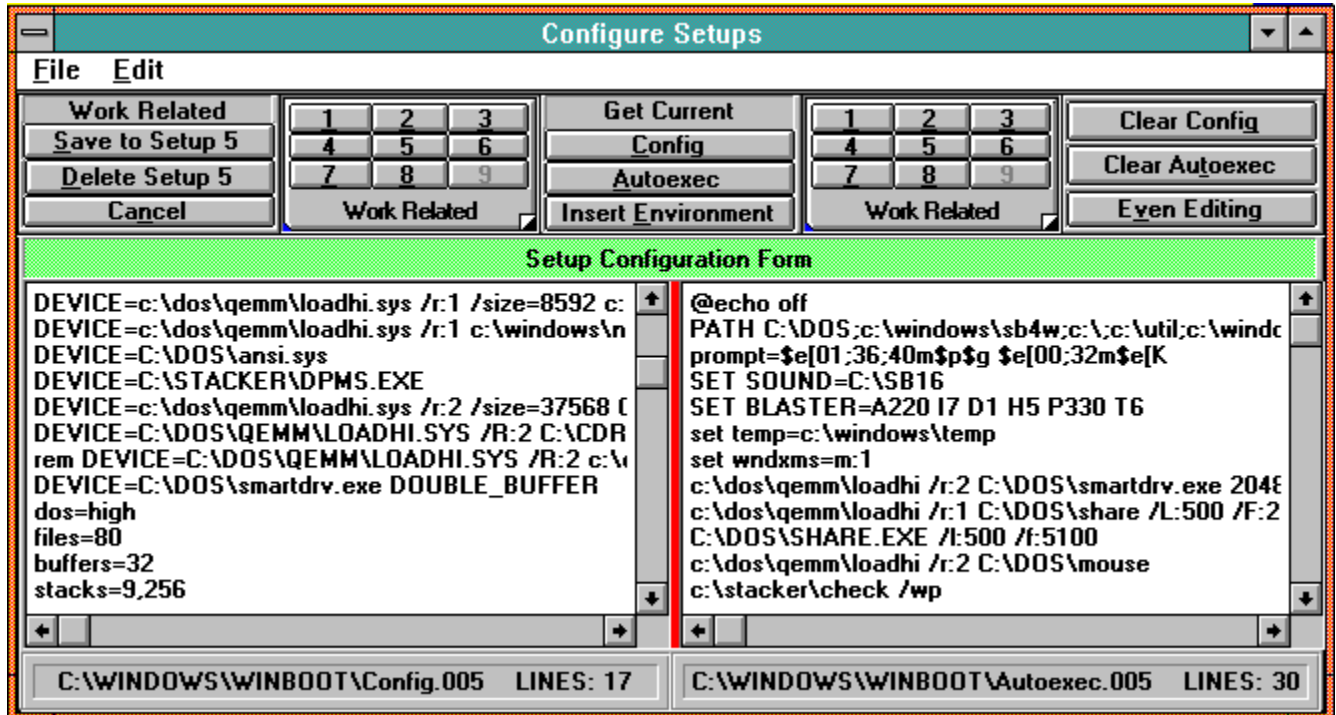 Configure Setups
File Edit
Work Related
Save to Setup 5
Delete Setup 5
Cancel
1 2 3
4 5 6
7 8 9
Work Related
Get Current
Config
Autoexec
Insert Environment
1 2 3
4 5 6
7 8 9
Work Related
Clear Config
Clear Autoexec
Even Editing
Setup Configuration Form
DEVICE=c:\dos\qemm\loadhi.sys /r:1 /size=8592 c:
DEVICE=c:\dos\qemm\loadhi.sys /r:1 c:\windows\n
DEVICE=C:\DOS\ansi.sys
DEVICE=C:\STACKER\DPMS.EXE
DEVICE=c:\dos\qemm\loadhi.sys /r:2 /size=37568
DEVICE=C:\DOS\QEMM\LOADHI.SYS /R:2 C:\CDR
rem DEVICE=C:\DOS\QEMM\LOADHI.SYS /R:2 c:\
DEVICE=C:\DOS\smartdrv.exe DOUBLE_BUFFER
dos=high
files=80
buffers=32
stacks=9,256
@echo off
PATH C:\DOS;c:\windows\sb4w;c:\;c:\util;c:\windo
prompt=$e[01;36;40m$p$g $e[00;32m$e[K
SET SOUND=C:\SB16
SET BLASTER=A220 I7 D1 H5 P330 T6
set temp=c:\windows\temp
set wndxms=m:1
c:\dos\qemm\loadhi /r:2 C:\DOS\smartdrv.exe 2048
c:\dos\qemm\loadhi /r:1 C:\DOS\share /L:500 /F:2
C:\DOS\SHARE.EXE /l:500 /f:5100
c:\dos\qemm\loadhi /r:2 C:\DOS\mouse
c:\stacker\check /wp
C:\WINDOWS\WINBOOT\Config.005 LINES: 17
C:\WINDOWS\WINBOOT\Autoexec.005 LINES: 30